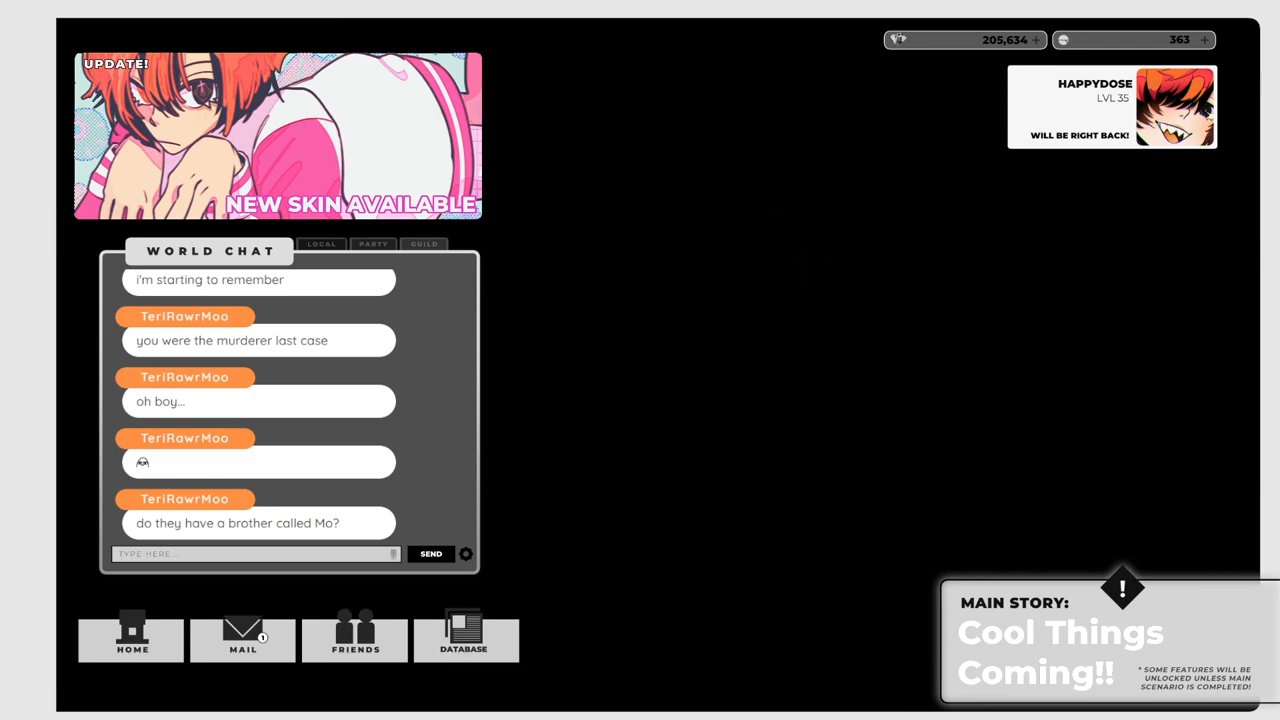 UPDATE!
NEW SKIN AVAILABLE
205,634 +
363 +
HAPPYDOSE
LVL 35
WILL BE RIGHT BACK!
WORLD CHAT
LOCAL
PARTY
GUILD
i'm starting to remember
TeriRawrMoo
you were the murderer last case
TeriRawrMoo
oh boy...
TeriRawrMoo
TeriRawrMoo
do they have a brother called Mo?
TYPE HERE...
SEND
HOME
MAIL
1
FRIENDS
DATABASE
!
MAIN STORY:
Cool Things
Coming!!
* SOME FEATURES WILL BE
UNLOCKED UNLESS MAIN
SCENARIO IS COMPLETED!